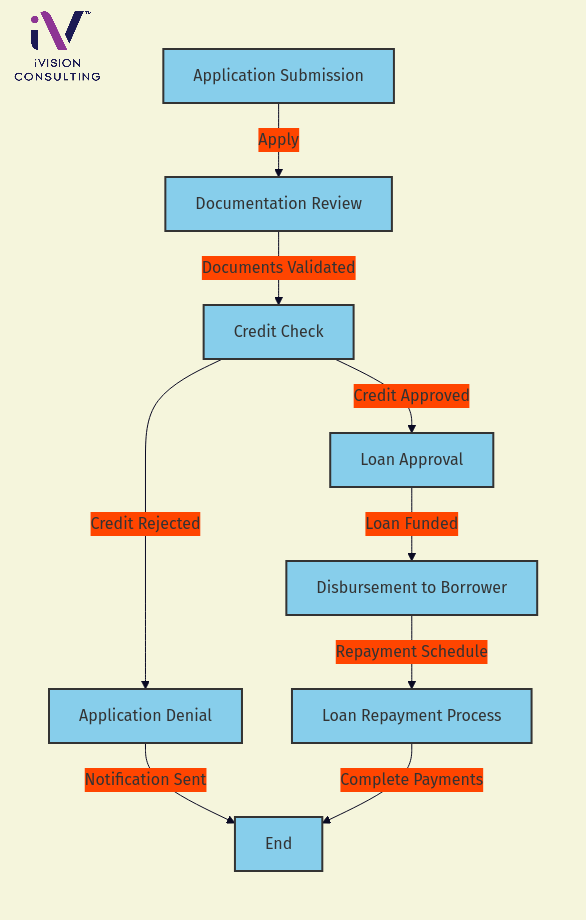 iV™
iVISION
CONSULTING
Application Submission
Apply
Documentation Review
Documents Validated
Credit Check
Credit Approved
Loan Approval
Credit Rejected
Loan Funded
Disbursement to Borrower
Repayment Schedule
Application Denial
Loan Repayment Process
Notification Sent
Complete Payments
End